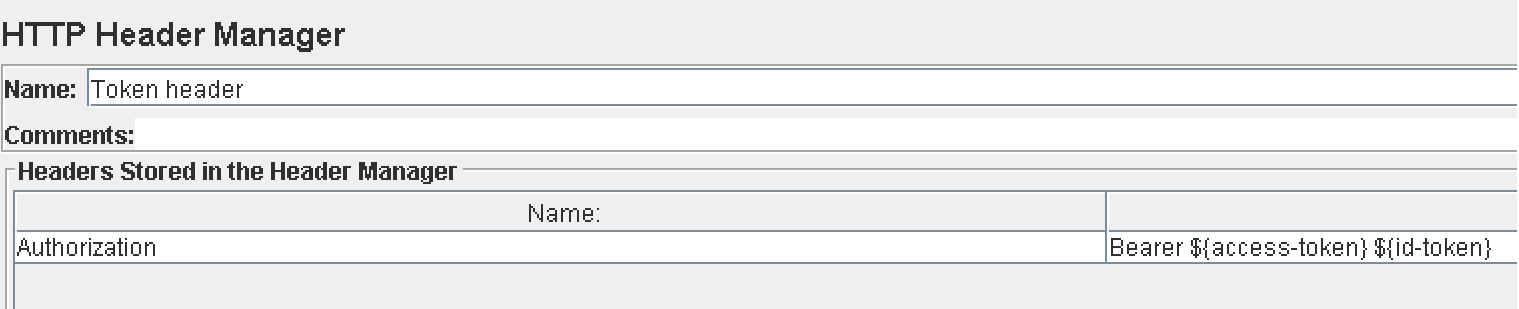 HTTP Header Manager
Name: Token header
Comments:
Headers Stored in the Header Manager
Name:
Authorization Bearer ${access-token} ${id-token}